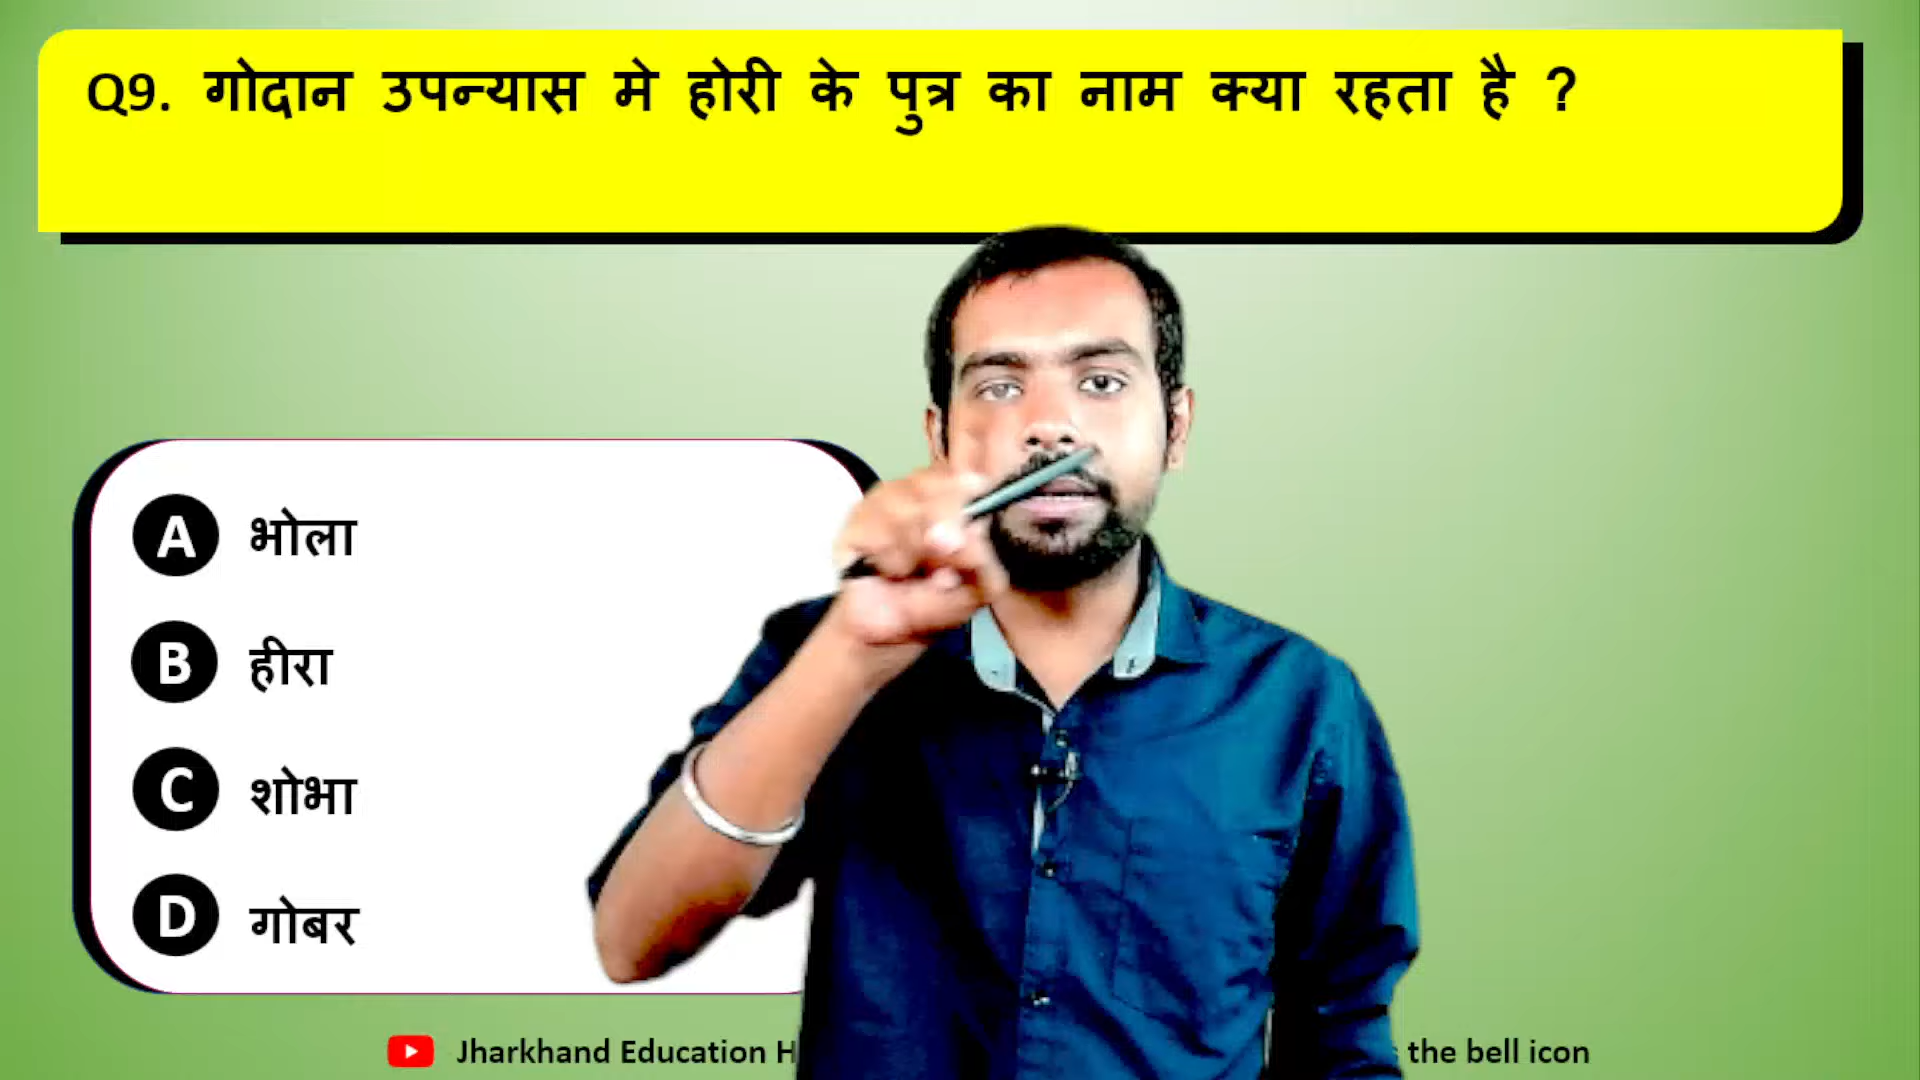 Q9. गोदान उपन्यास मे होरी के पुत्र का नाम क्या रहता है ?
A भोला
B हीरा
C शोभा
D गोबर
Jharkhand Education the bell icon